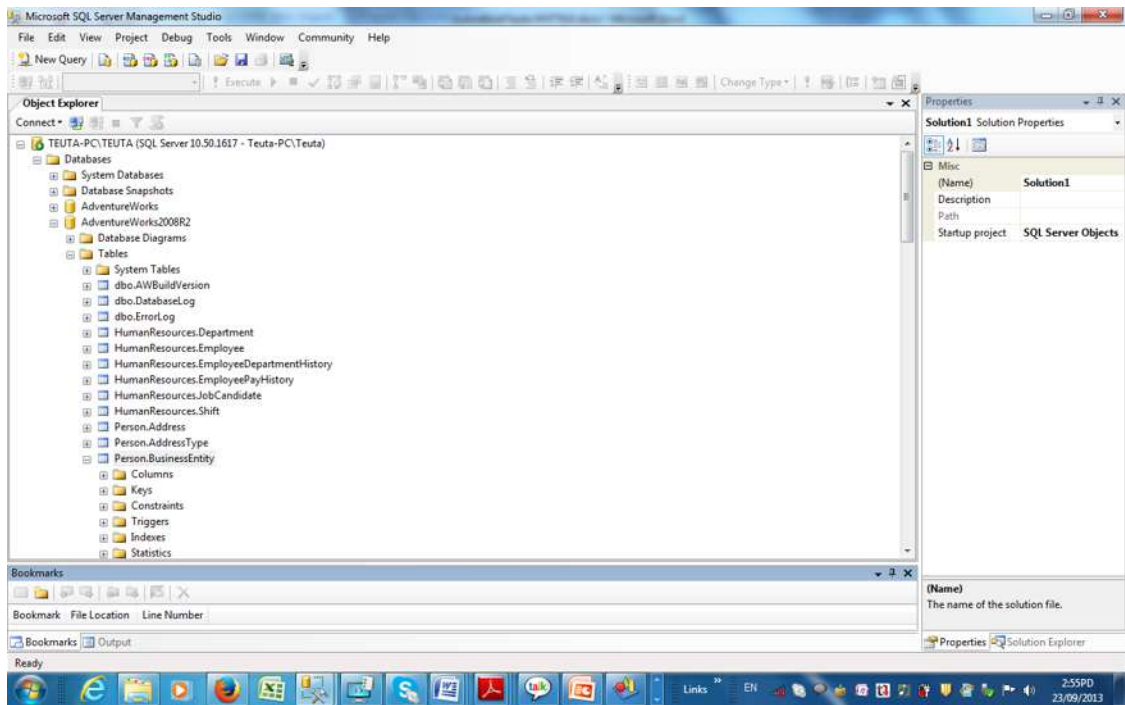 Microsoft SQL Server Management Studio
File Edit View Project Debug Tools Window Community Help
New Query
Execute
Change Type
Object Explorer
Connect
TEUTA-PC\TEUTA (SQL Server 10.50.1617 - Teuta-PC\Teuta)
Databases
System Databases
Database Snapshots
AdventureWorks
AdventureWorks2008R2
Database Diagrams
Tables
System Tables
dbo.AWBuildVersion
dbo.DatabaseLog
dbo.ErrorLog
HumanResources.Department
HumanResources.Employee
HumanResources.EmployeeDepartmentHistory
HumanResources.EmployeePayHistory
HumanResources.JobCandidate
HumanResources.Shift
Person.Address
Person.AddressType
Person.BusinessEntity
Columns
Keys
Constraints
Triggers
Indexes
Statistics
Properties
Solution1 Solution Properties
Misc
(Name) Solution1
Description
Path
Startup project SQL Server Objects
(Name)
The name of the solution file.
Properties Solution Explorer
Bookmarks
Bookmark File Location Line Number
Bookmarks Output
Ready
talk
Links
EN
2:55PD
23/09/2013